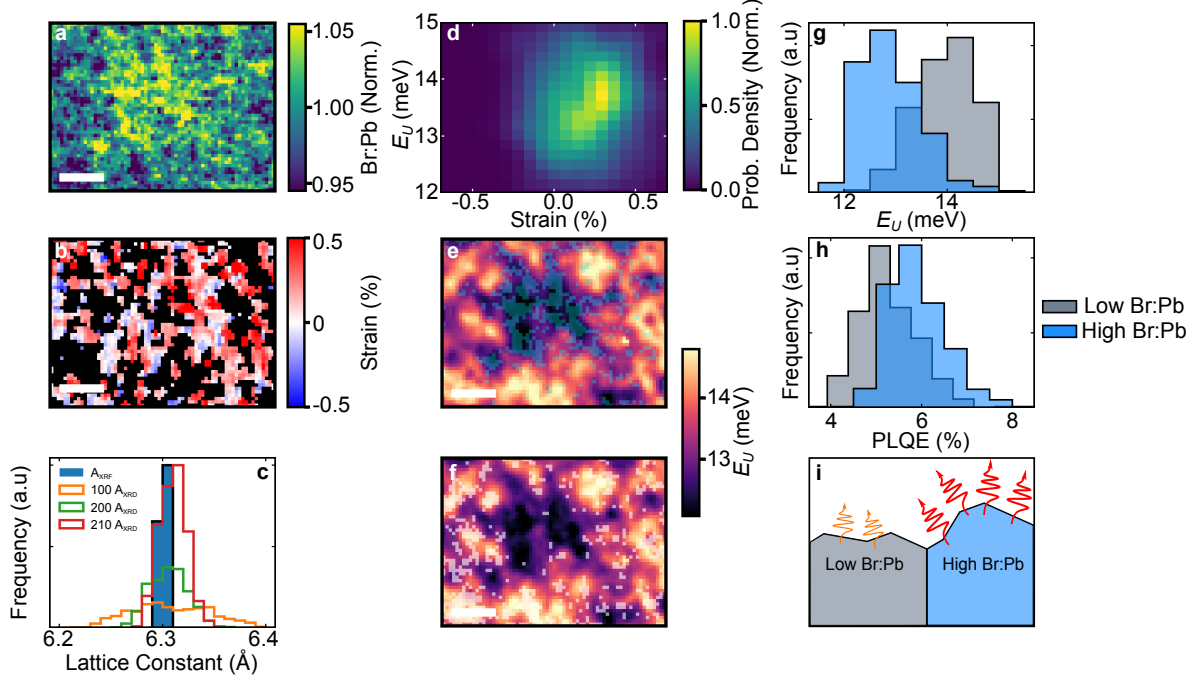 a
1.05
1.00
0.95
Br:Pb (Norm.)
d
15
14
13
12
E_U (meV)
-0.5
0.0
0.5
Strain (%)
1.0
0.5
0.0
Prob. Density (Norm.)
g
Frequency (a.u)
12
14
E_U (meV)
b
0.5
0
-0.5
Strain (%)
e
h
Frequency (a.u)
4
6
8
PLQE (%)
Low Br:Pb
High Br:Pb
14
13
E_U (meV)
c
A_XRF
100 A_XRD
200 A_XRD
210 A_XRD
Frequency (a.u)
6.2
6.3
6.4
Lattice Constant (Å)
f
i
Low Br:Pb
High Br:Pb